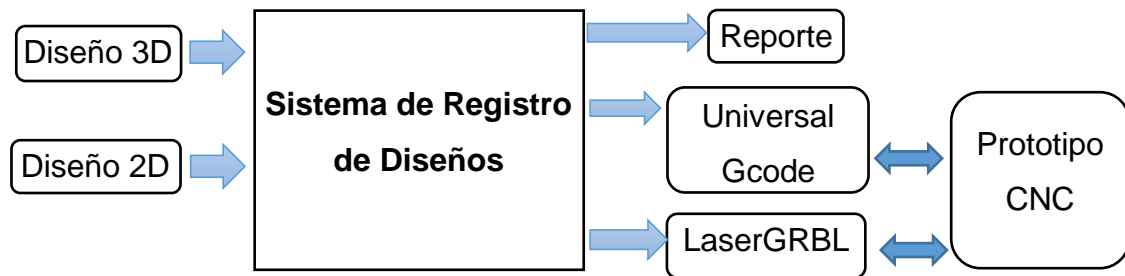 Diseño 3D
Diseño 2D
Sistema de Registro
de Diseños
Reporte
Universal
Gcode
LaserGRBL
Prototipo
CNC